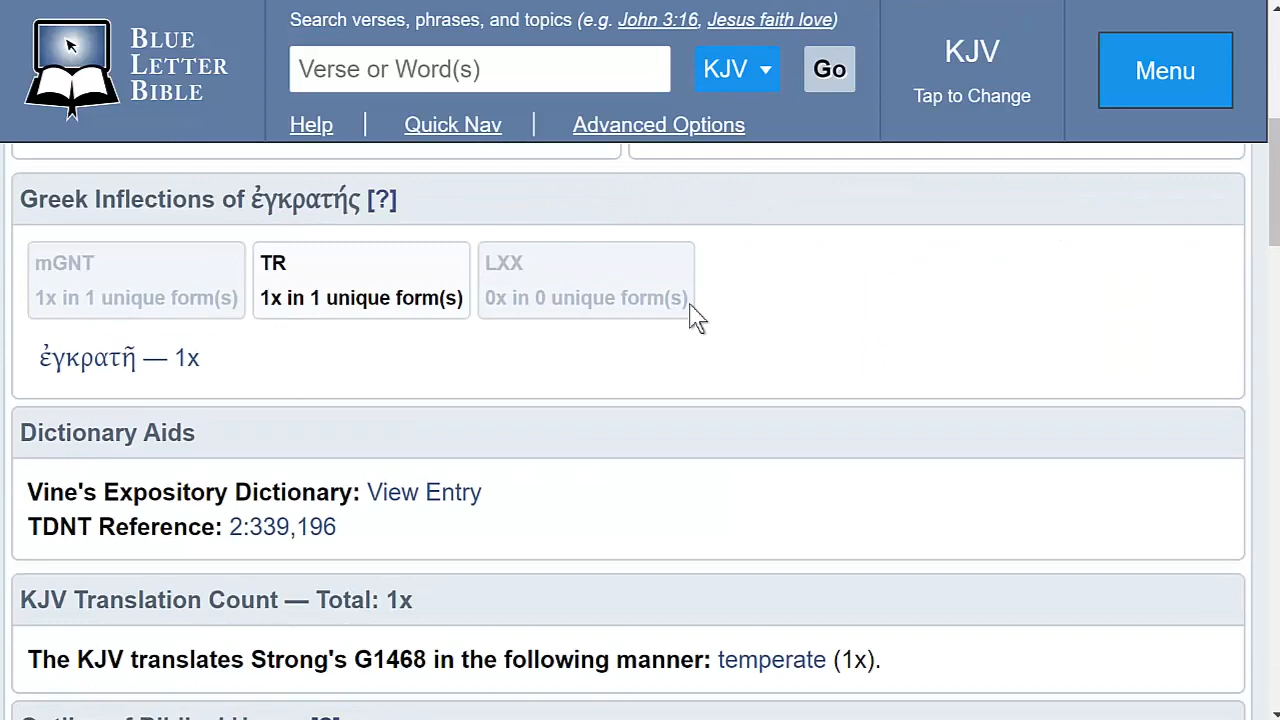 Search verses, phrases, and topics (e.g. John 3:16, Jesus faith love)
BLUE
LETTER
BIBLE
Verse or Word(s)
KJV
Go
KJV
Tap to Change
Menu
Help | Quick Nav | Advanced Options
Greek Inflections of ἐγκρατής [?]
mGNT
1x in 1 unique form(s)
TR
1x in 1 unique form(s)
LXX
0x in 0 unique form(s)
ἐγκρατῆ — 1x
Dictionary Aids
Vine's Expository Dictionary: View Entry
TDNT Reference: 2:339,196
KJV Translation Count — Total: 1x
The KJV translates Strong's G1468 in the following manner: temperate (1x).